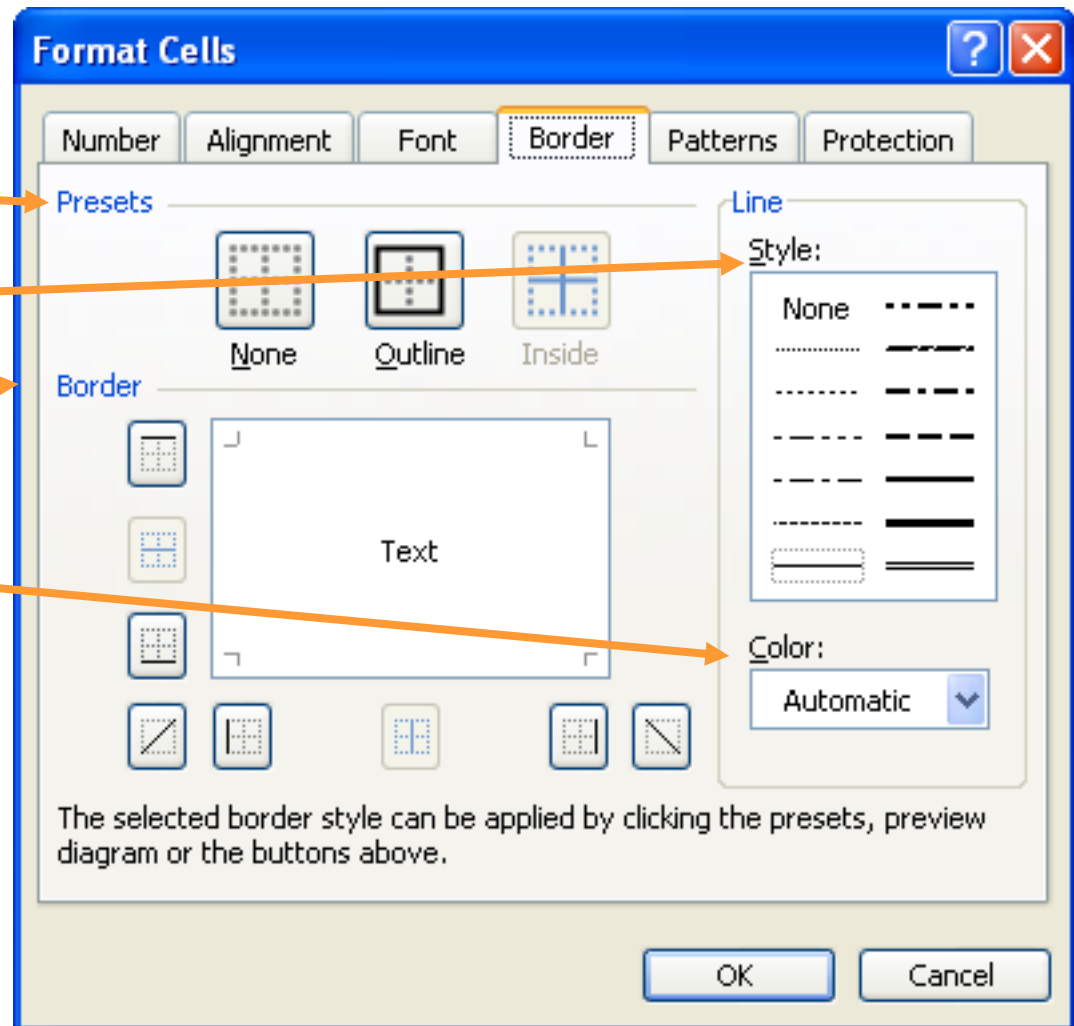 Format Cells
Number Alignment Font Border Patterns Protection
Presets
None Outline Inside
Border
Text
Line
Style:
None
Color:
Automatic
The selected border style can be applied by clicking the presets, preview
diagram or the buttons above.
OK Cancel